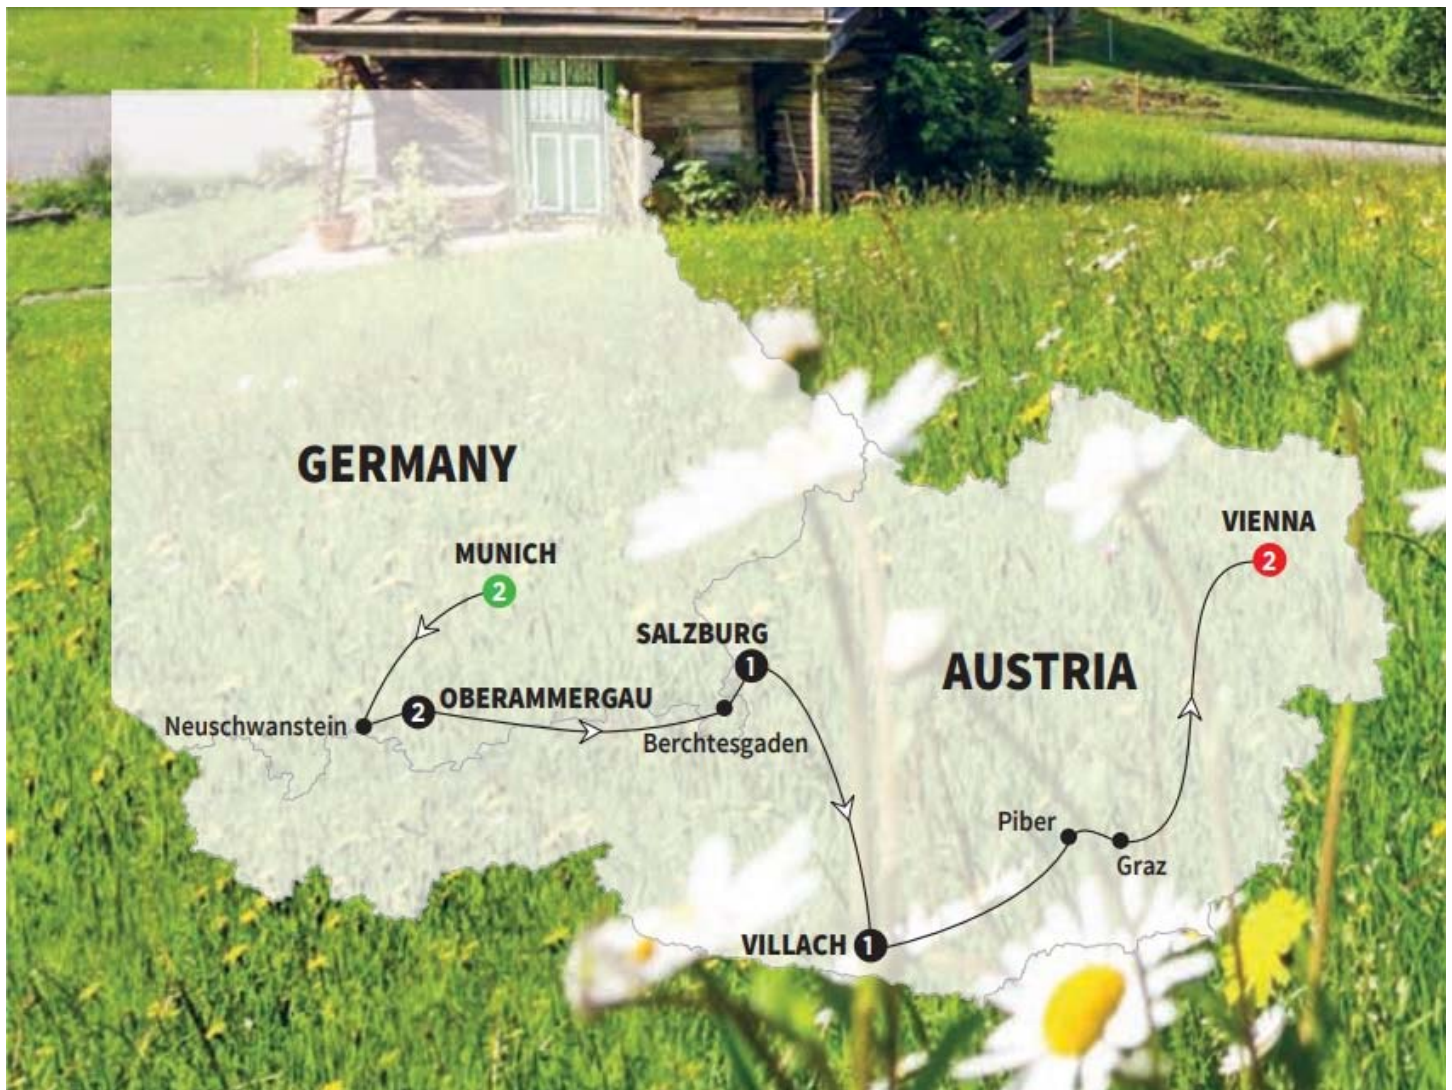 GERMANY
MUNICH
2
VIENNA
2
SALZBURG
1
AUSTRIA
2 OBERAMMERGAU
Neuschwanstein
Berchtesgaden
Piber
Graz
VILLACH 1